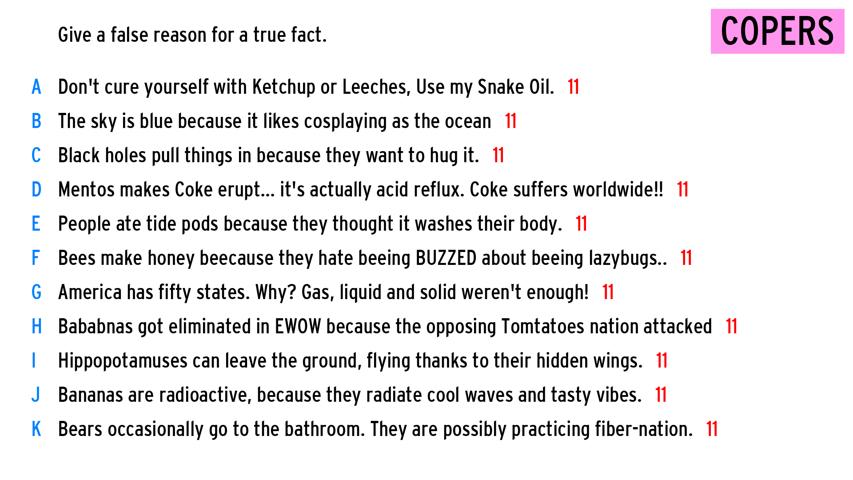 Give a false reason for a true fact.
COPERS
A Don't cure yourself with Ketchup or Leeches, Use my Snake Oil. 11
B The sky is blue because it likes cosplaying as the ocean 11
C Black holes pull things in because they want to hug it. 11
D Mentos makes Coke erupt... it's actually acid reflux. Coke suffers worldwide!! 11
E People ate tide pods because they thought it washes their body. 11
F Bees make honey beecause they hate beeing BUZZED about beeing lazybugs.. 11
G America has fifty states. Why? Gas, liquid and solid weren't enough! 11
H Bababnas got eliminated in EWOW because the opposing Tomtatoes nation attacked 11
I Hippopotamuses can leave the ground, flying thanks to their hidden wings. 11
J Bananas are radioactive, because they radiate cool waves and tasty vibes. 11
K Bears occasionally go to the bathroom. They are possibly practicing fiber-nation. 11